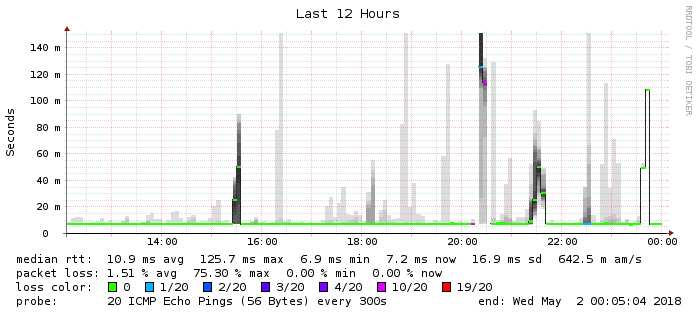 Last 12 Hours
RRDTOOL / TOBI OETIKER
Seconds
140 m
120 m
100 m
80 m
60 m
40 m
20 m
0
14:00 16:00 18:00 20:00 22:00 00:00
median rtt: 10.9 ms avg 125.7 ms max 6.9 ms min 7.2 ms now 16.9 ms sd 642.5 m am/s
packet loss: 1.51 % avg 75.30 % max 0.00 % min 0.00 % now
loss color: 0 1/20 2/20 3/20 4/20 10/20 19/20
probe: 20 ICMP Echo Pings (56 Bytes) every 300s end: Wed May 2 00:05:04 2018